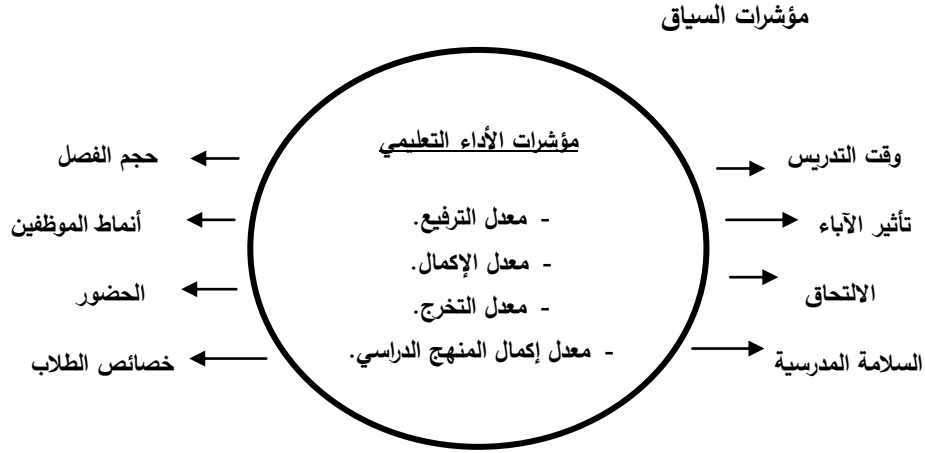 مؤشرات السياق
مؤشرات الأداء التعليمي
- معدل الترفيع.
- معدل الإكمال.
- معدل التخرج.
- معدل إكمال المنهج الدراسي.
وقت التدريس
تأثير الآباء
الالتحاق
السلامة المدرسية
حجم الفصل
أنماط الموظفين
الحضور
خصائص الطلاب